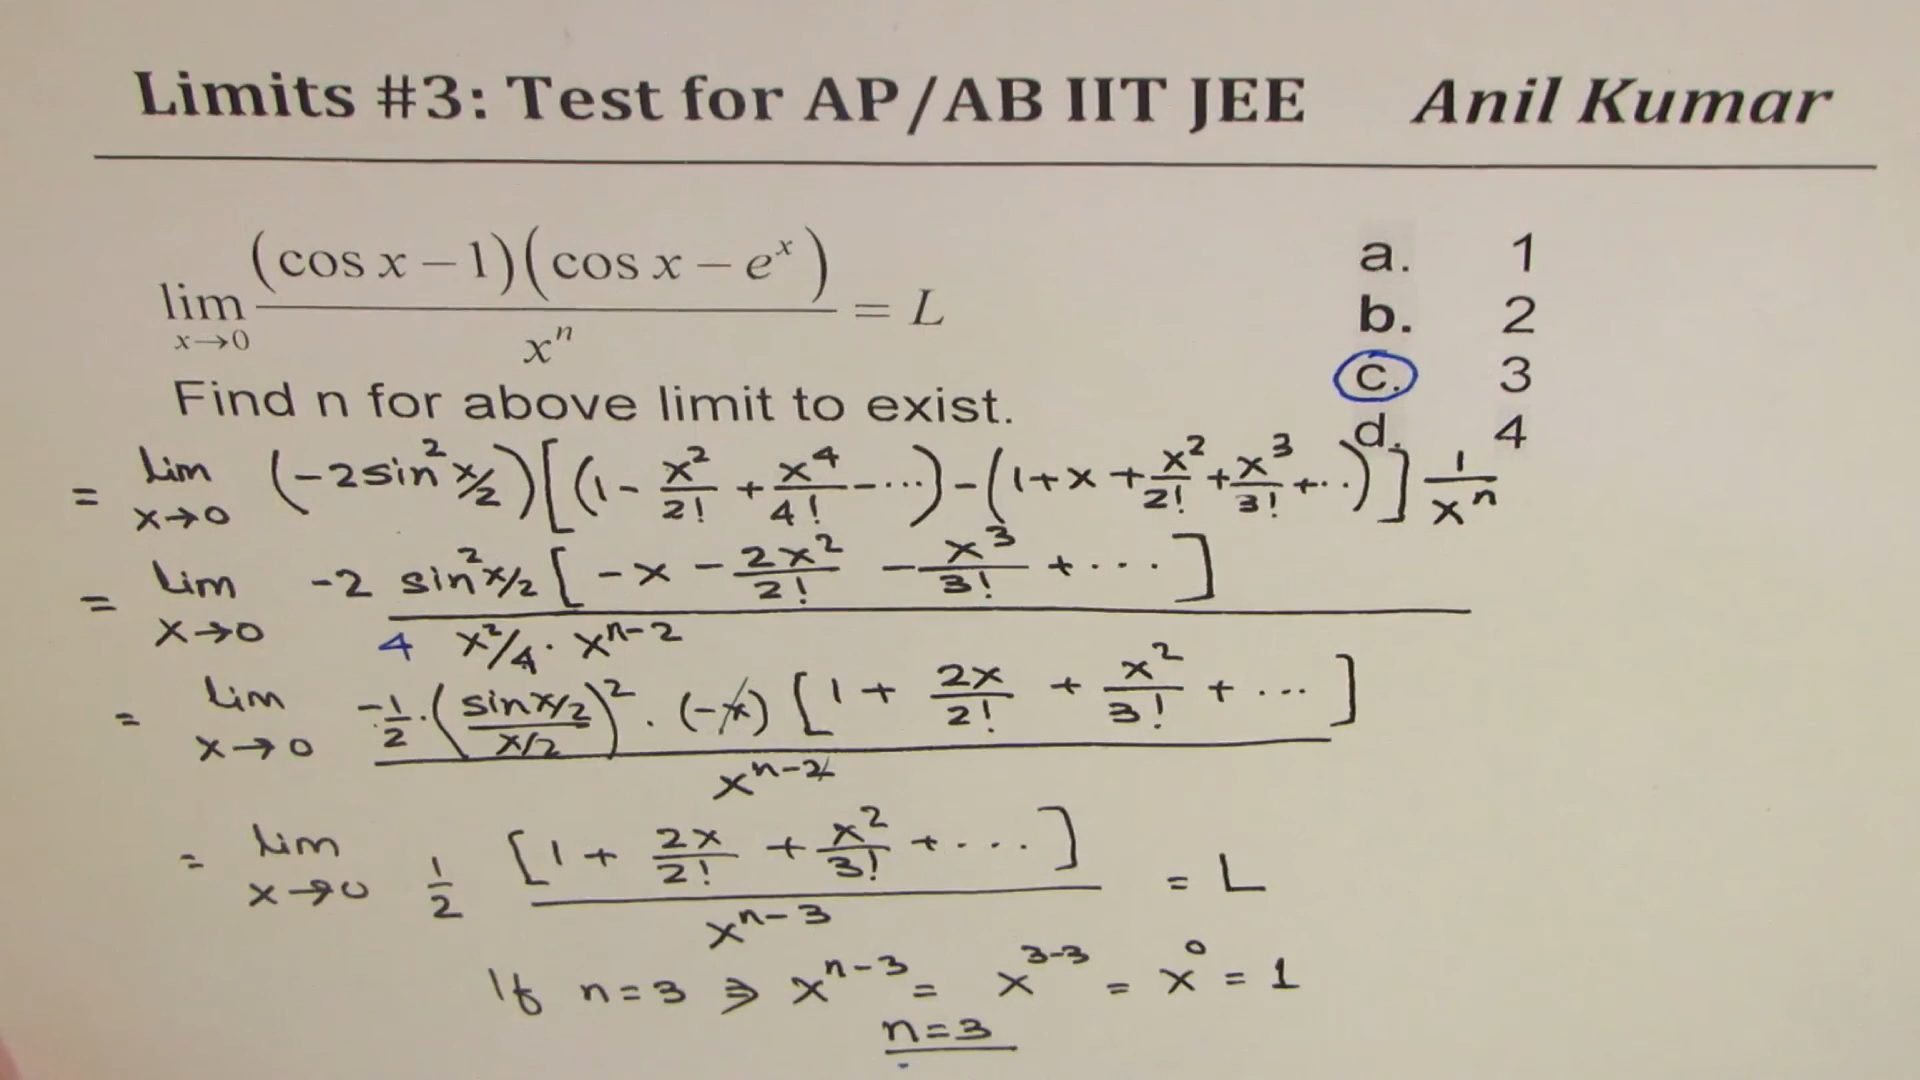 Limits #3: Test for AP/AB IIT JEE Anil Kumar
lim x→0 (cos x − 1)(cos x − e^x) / x^n = L
Find n for above limit to exist.
a. 1
b. 2
c. 3
d. 4
= lim x→0 (-2 sin² x/2) [(1 - x²/2! + x⁴/4! - ...) - (1 + x + x²/2! + x³/3! + ..)] 1/x^n
= lim x→0 -2 sin² x/2 [-x - 2x²/2! - x³/3! + ....] / 4 x²/4 · x^(n-2)
= lim x→0 -1/2 · (sin x/2 / x/2)² · (-x) [1 + 2x/2! + x²/3! + ...] / x^(n-2)
= lim x→0 1/2 [1 + 2x/2! + x²/3! + ....] / x^(n-3) = L
If n=3 ⇒ x^(n-3) = x^(3-3) = x^0 = 1
n=3